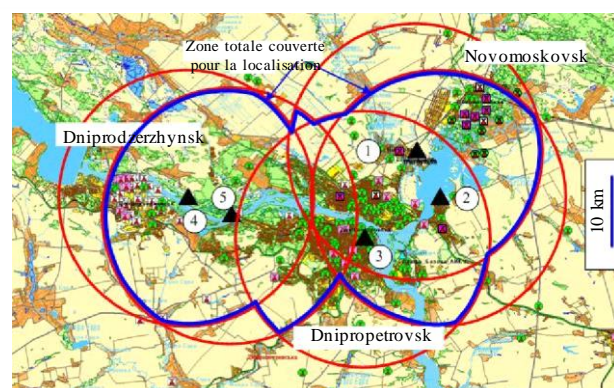 Zone totale couverte
pour la localisation
Novomoskovsk
Dniprodzerzhynsk
1
5
2
4
3
10 km
Dnipropetrovsk